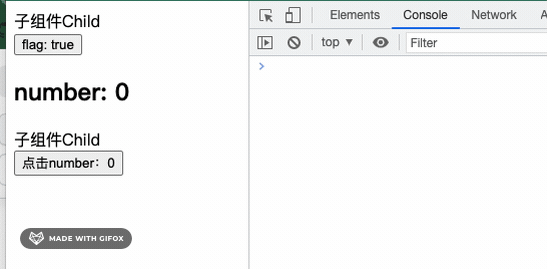 子组件Child
flag: true
number: 0
子组件Child
点击number：0
MADE WITH GIFOX
Elements Console Network
top Filter